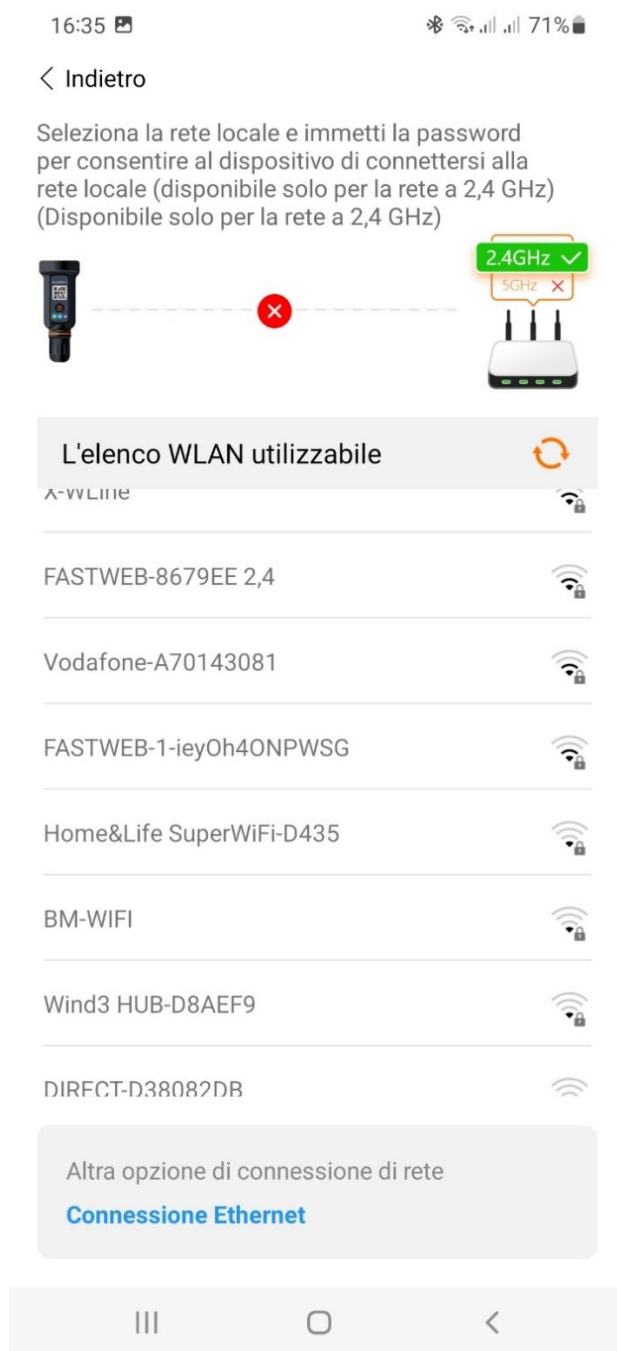 16:35
71%
Indietro
Seleziona la rete locale e immetti la password
per consentire al dispositivo di connettersi alla
rete locale (disponibile solo per la rete a 2,4 GHz)
(Disponibile solo per la rete a 2,4 GHz)
2.4GHz
5GHz
L'elenco WLAN utilizzabile
X-WLine
FASTWEB-8679EE 2,4
Vodafone-A70143081
FASTWEB-1-ieyOh4ONPWSG
Home&Life SuperWiFi-D435
BM-WIFI
Wind3 HUB-D8AEF9
DIRECT-D38082DB
Altra opzione di connessione di rete
Connessione Ethernet